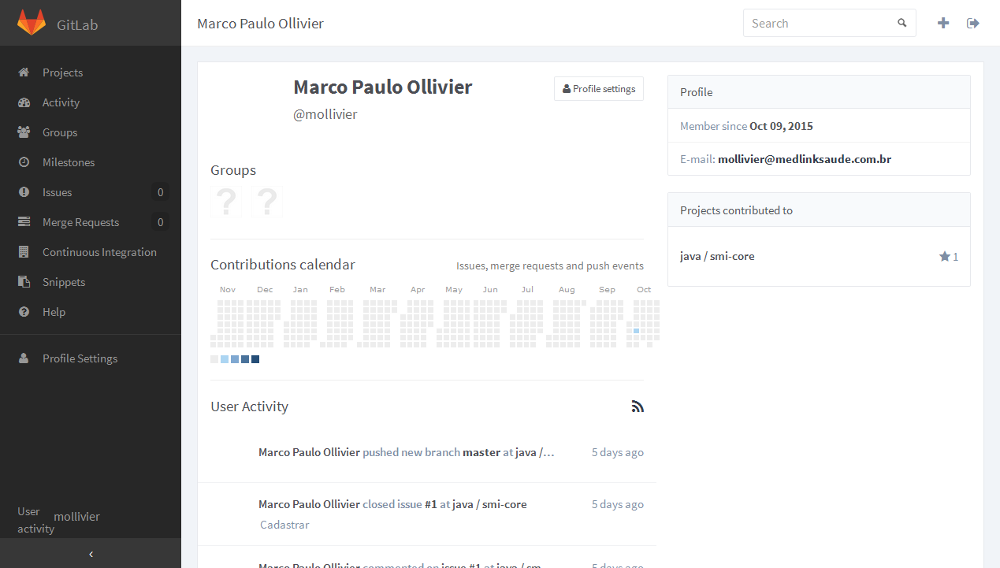 GitLab
Marco Paulo Ollivier
Search
Projects
Activity
Groups
Milestones
Issues 0
Merge Requests 0
Continuous Integration
Snippets
Help
Profile Settings
User activity
mollivier
Marco Paulo Ollivier
Profile settings
@mollivier
Groups
? ?
Contributions calendar
Issues, merge requests and push events
Nov Dec Jan Feb Mar Apr May Jun Jul Aug Sep Oct
User Activity
Marco Paulo Ollivier pushed new branch master at java /… 5 days ago
Marco Paulo Ollivier closed issue #1 at java / smi-core 5 days ago
Cadastrar
Marco Paulo Ollivier commented on issue #1 at java / sm... 5 days ago
Profile
Member since Oct 09, 2015
E-mail: mollivier@medlinksaude.com.br
Projects contributed to
java / smi-core 1